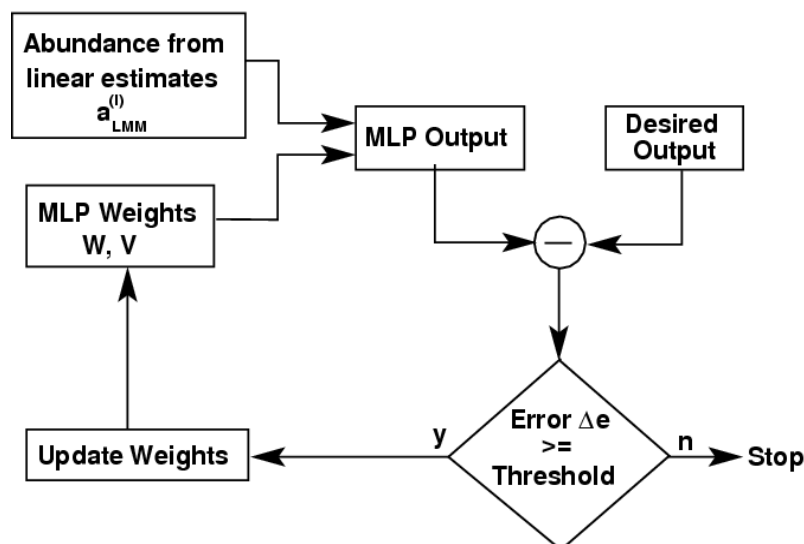 Abundance from
linear estimates
a(l)LMM
MLP Output
Desired
Output
MLP Weights
W, V
—
Error Δe
>=
Threshold
y
n
Update Weights
Stop